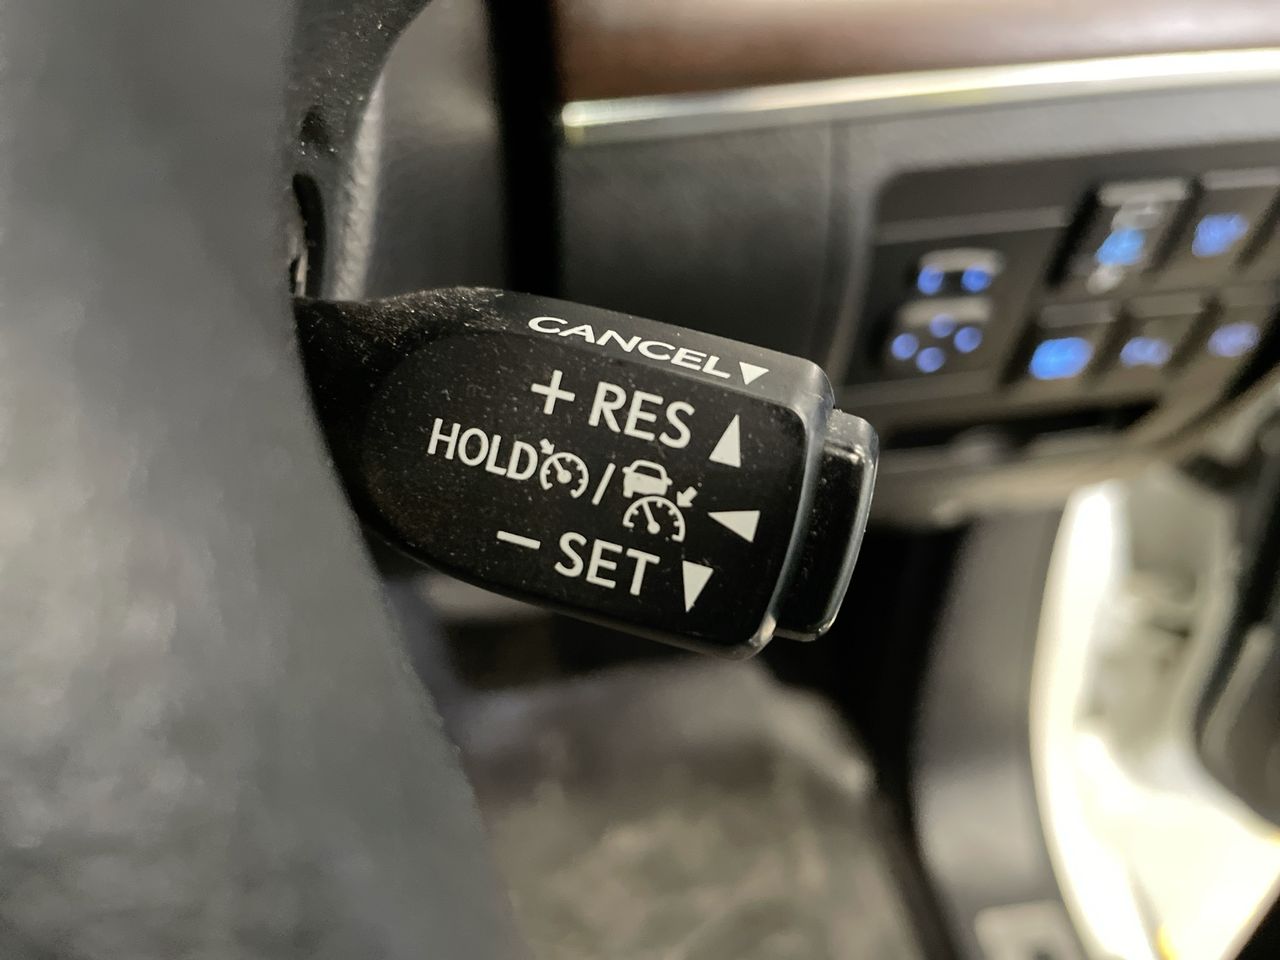 CANCEL▼
+ RES ▲
HOLD / ◀
− SET ▼